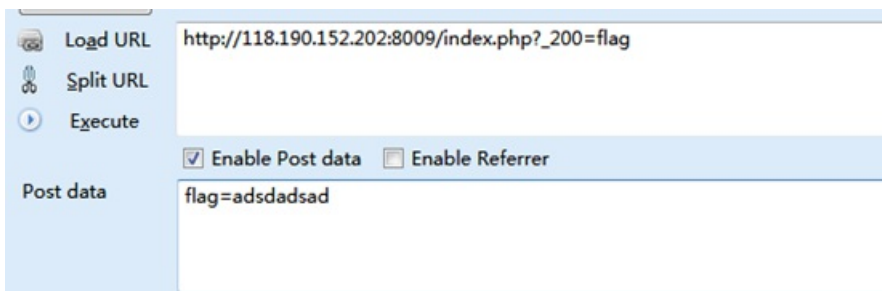 Load URL
http://118.190.152.202:8009/index.php?_200=flag
Split URL
Execute
Enable Post data Enable Referrer
Post data
flag=adsdadsad